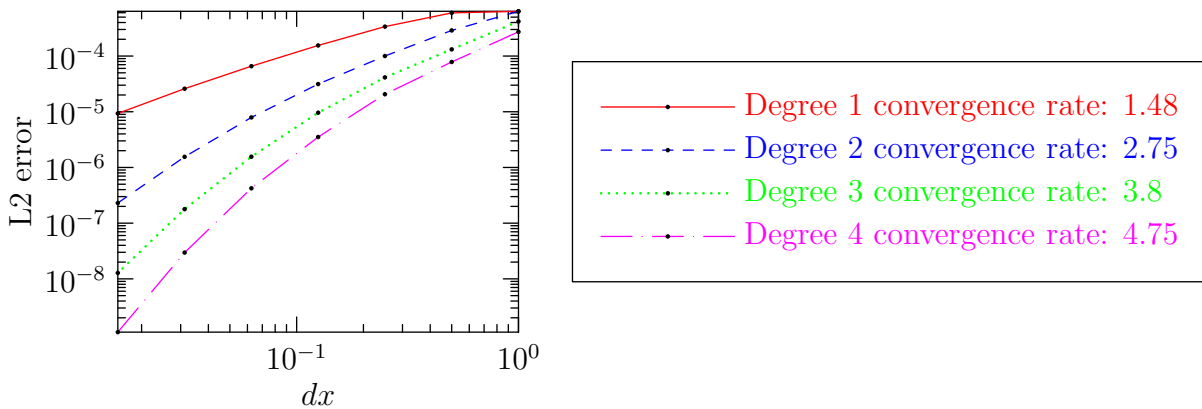 10⁻⁴
10⁻⁵
10⁻⁶
10⁻⁷
10⁻⁸
L2 error
10⁻¹
10⁰
dx
Degree 1 convergence rate: 1.48
Degree 2 convergence rate: 2.75
Degree 3 convergence rate: 3.8
Degree 4 convergence rate: 4.75